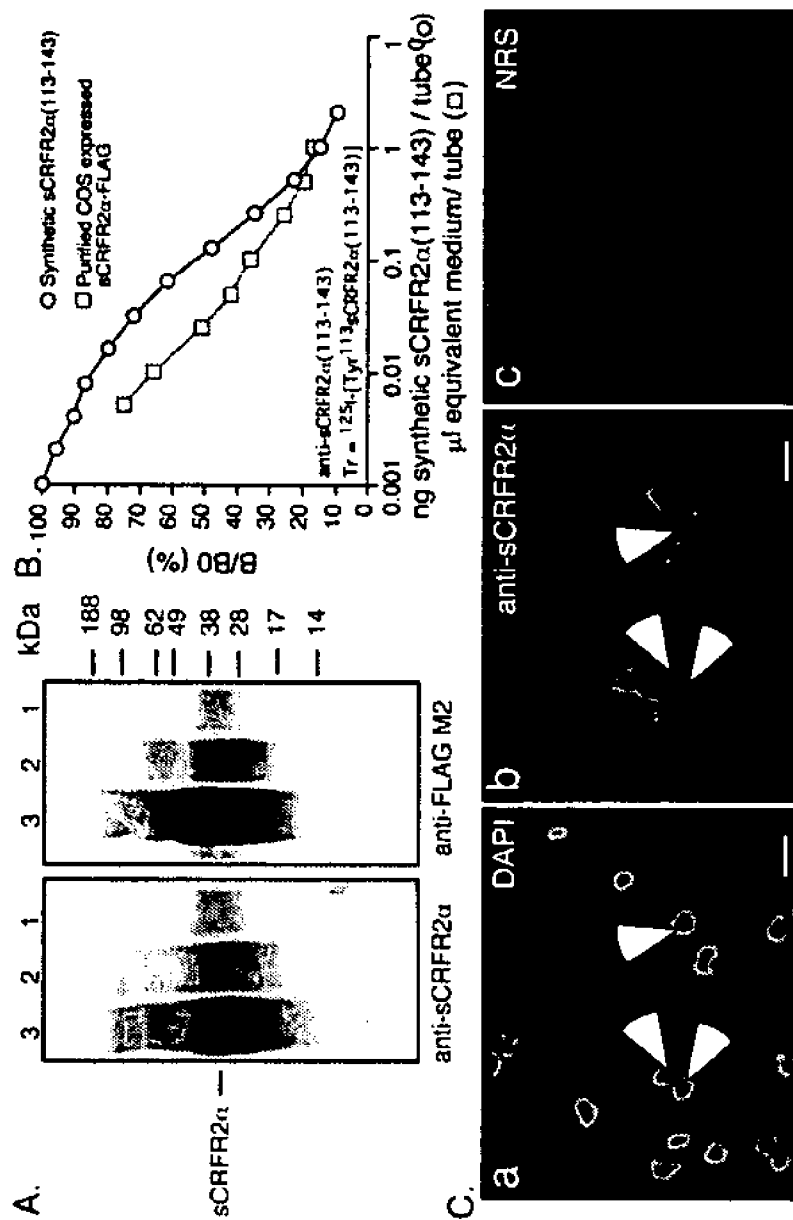 A.
kDa
3 2 1
3 2 1
188
98
62
49
38
28
17
14
sCRFR2α
anti-sCRFR2α
anti-FLAG M2
B.
B/B0 (%)
100
90
80
70
60
50
40
30
20
10
0
○ Synthetic sCRFR2α(113-143)
□ Purified COS expressed
sCRFR2α-FLAG
anti-sCRFR2α(113-143)
Tr = 125I-[Tyr113sCRFR2α(113-143)]
0.001 0.01 0.1 1 1
ng synthetic sCRFR2α(113-143) / tube (o)
µl equivalent medium/ tube (□)
C.
a
DAPI
b
anti-sCRFR2α
c
NRS